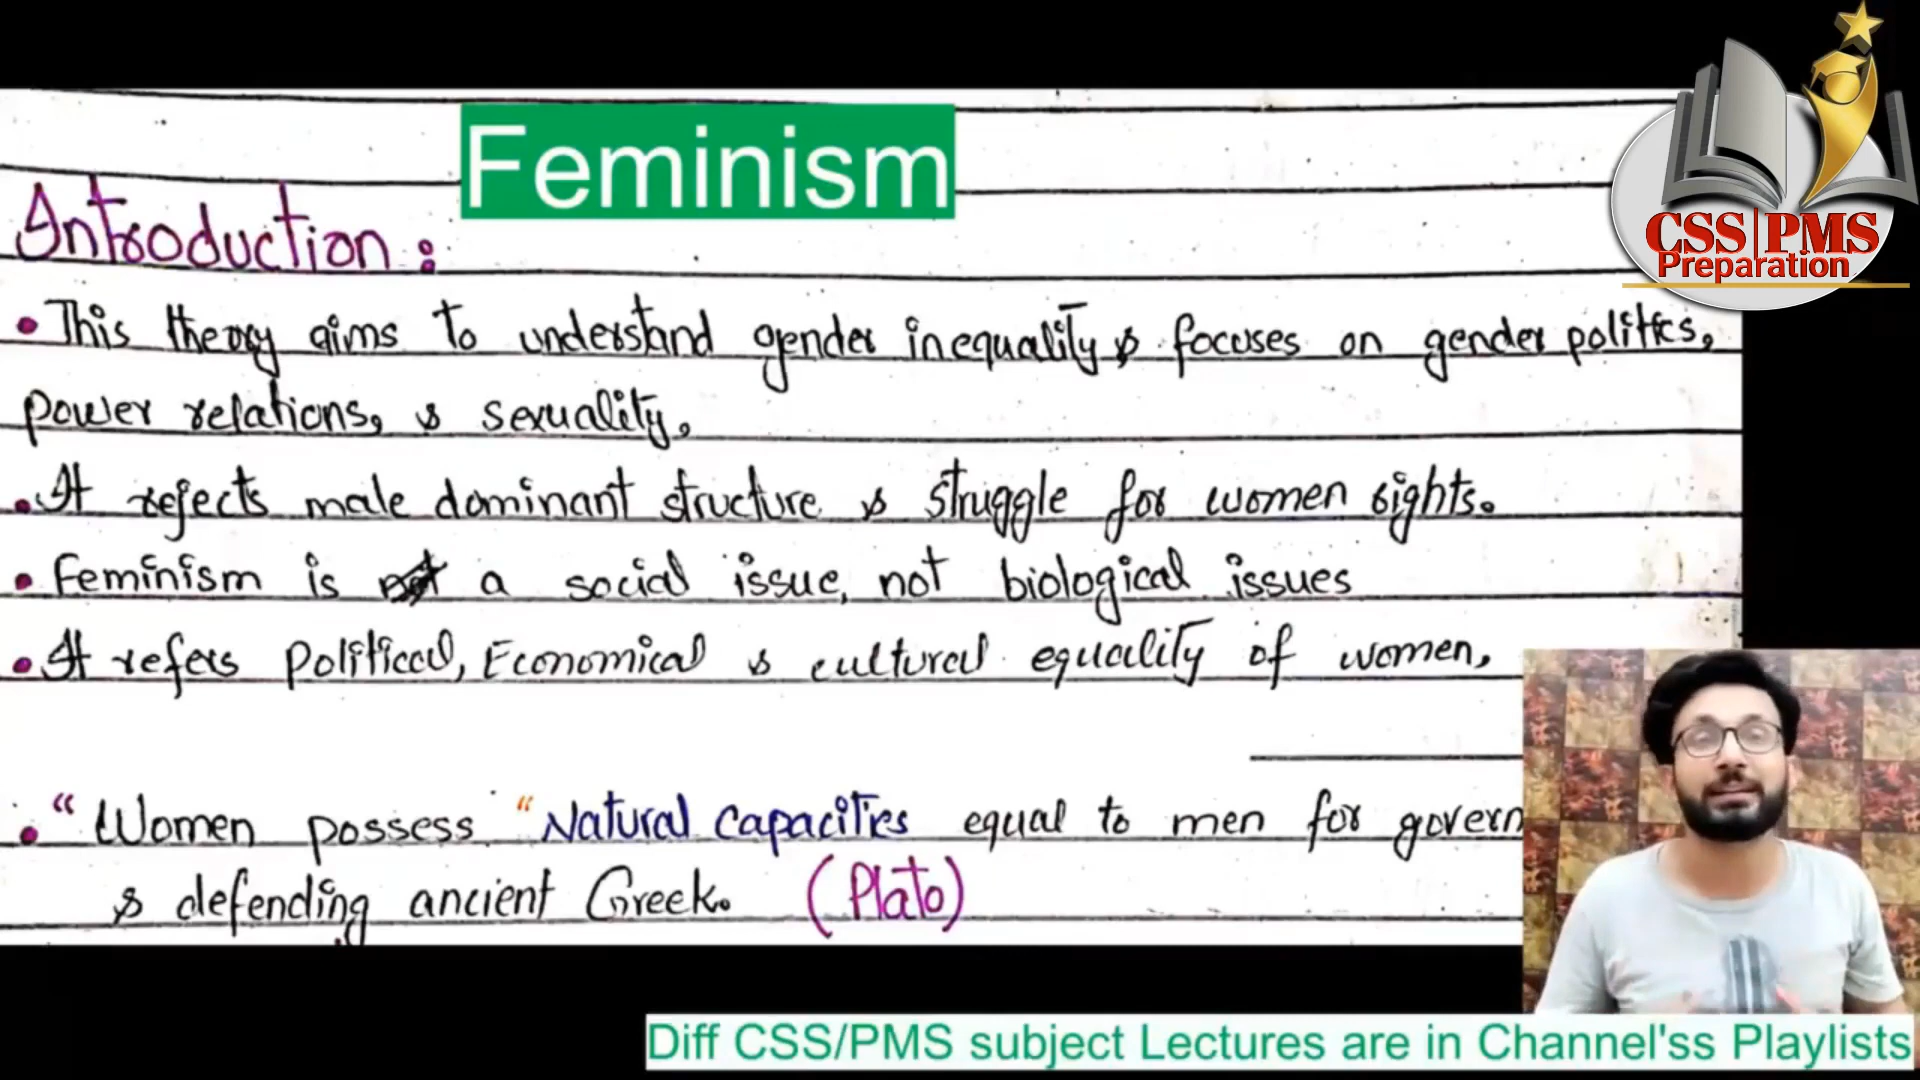 Feminism
CSS|PMS
Preparation
Introduction:
• This theory aims to understand gender inequality & focuses on gender politics,
power relations, & sexuality,
• It rejects male dominant structure & struggle for women rights.
• Feminism is a social issue, not biological issues
• It refers Political, Economical & cultural equality of women,
• "Women possess "Natural Capacities equal to men for govern
& defending ancient Greek. (Plato)
Diff CSS/PMS subject Lectures are in Channel'ss Playlists